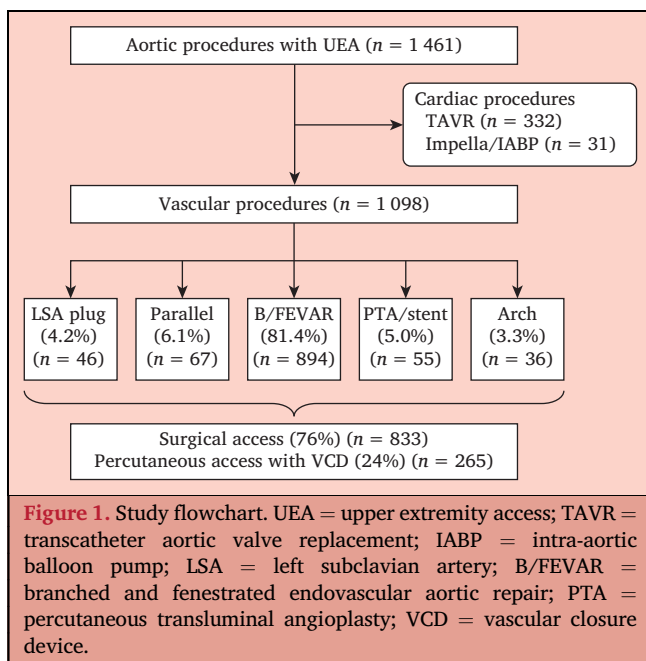 Aortic procedures with UEA (n = 1 461)
Cardiac procedures
TAVR (n = 332)
Impella/IABP (n = 31)
Vascular procedures (n = 1 098)
LSA plug
(4.2%)
(n = 46)
Parallel
(6.1%)
(n = 67)
B/FEVAR
(81.4%)
(n = 894)
PTA/stent
(5.0%)
(n = 55)
Arch
(3.3%)
(n = 36)
Surgical access (76%) (n = 833)
Percutaneous access with VCD (24%) (n = 265)
Figure 1. Study flowchart. UEA = upper extremity access; TAVR =
transcatheter aortic valve replacement; IABP = intra-aortic
balloon pump; LSA = left subclavian artery; B/FEVAR =
branched and fenestrated endovascular aortic repair; PTA =
percutaneous transluminal angioplasty; VCD = vascular closure
device.